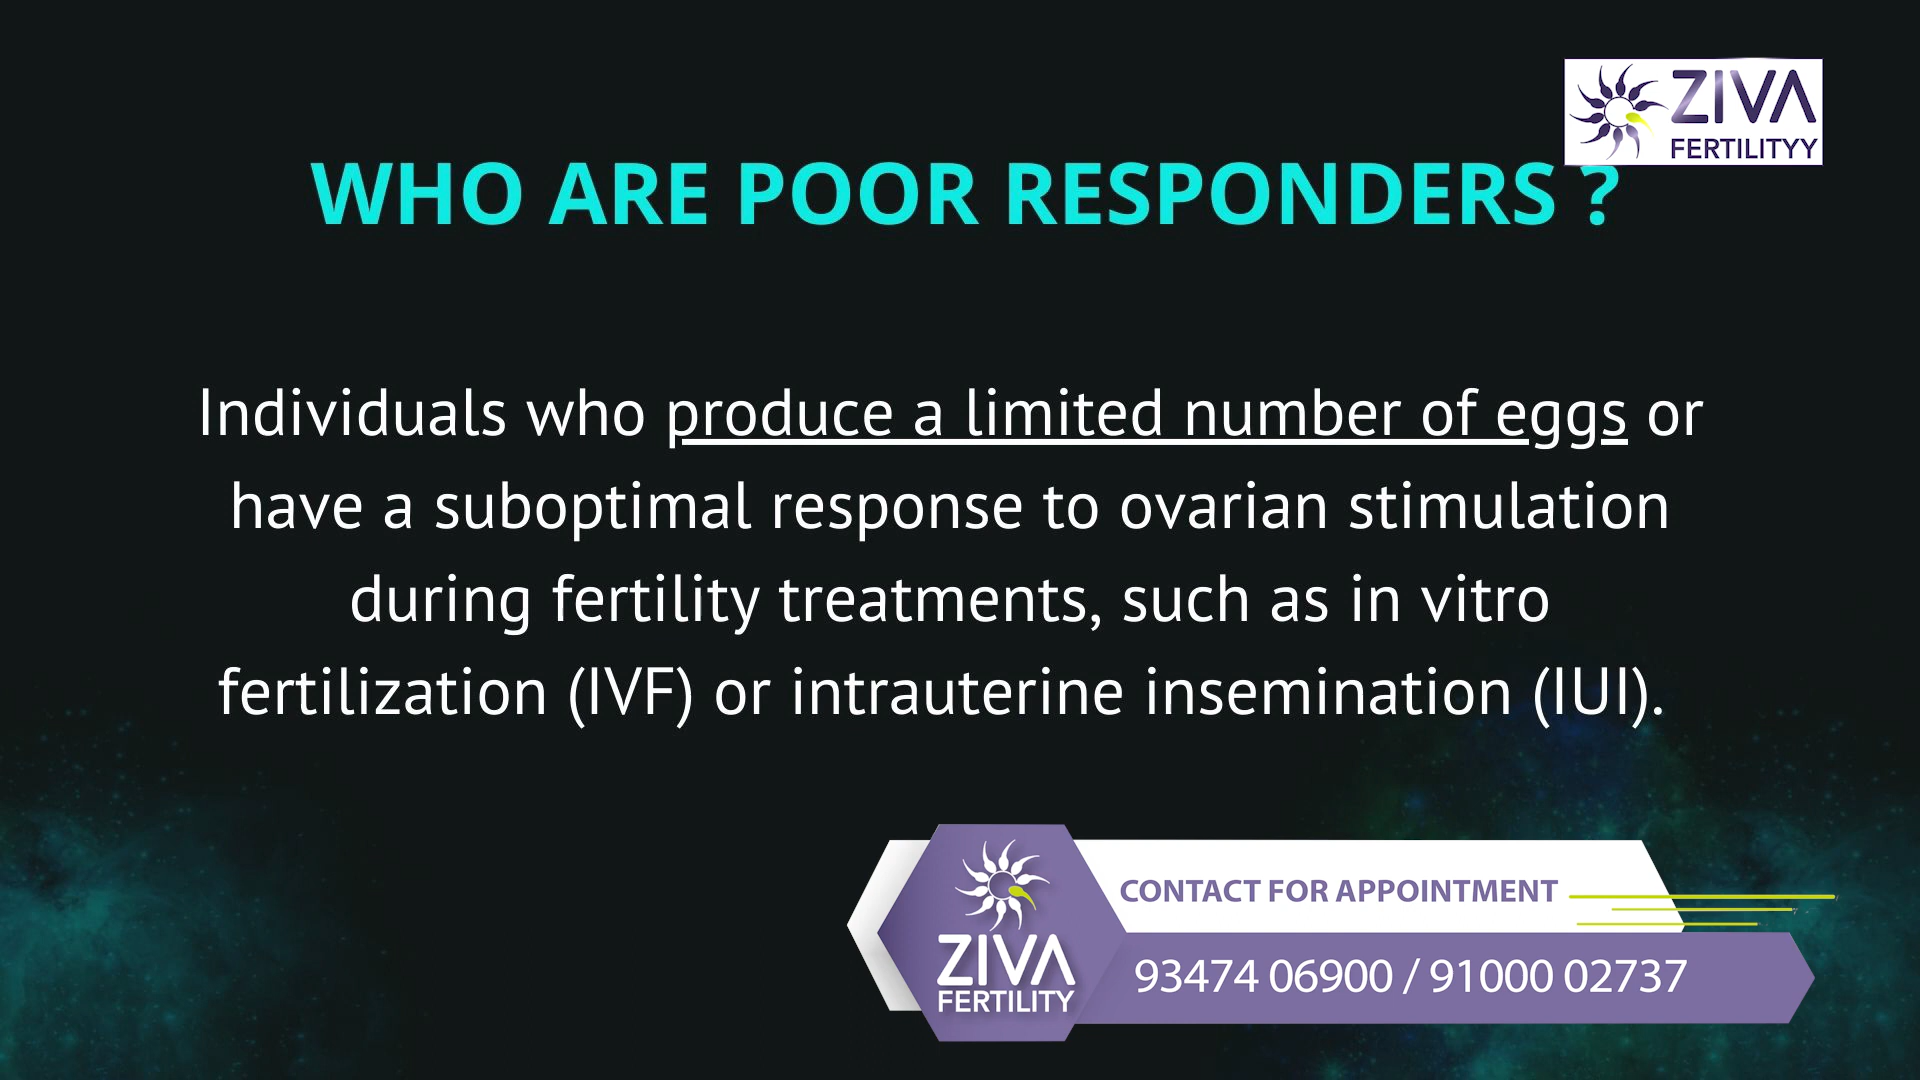 ZIVA
FERTILITYY
WHO ARE POOR RESPONDERS ?
Individuals who produce a limited number of eggs or
have a suboptimal response to ovarian stimulation
during fertility treatments, such as in vitro
fertilization (IVF) or intrauterine insemination (IUI).
CONTACT FOR APPOINTMENT
ZIVA
FERTILITY
93474 06900 / 91000 02737